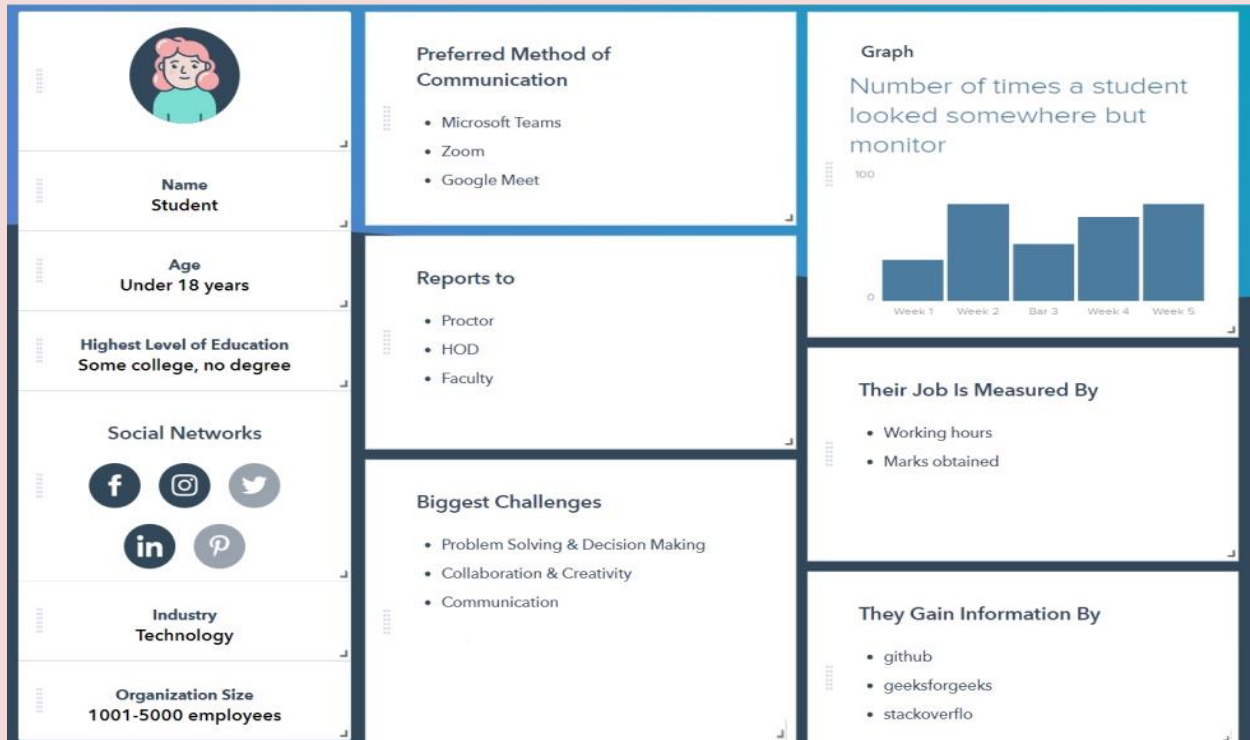 Name
Student
Age
Under 18 years
Highest Level of Education
Some college, no degree
Social Networks
f
in
Industry
Technology
Organization Size
1001-5000 employees
Preferred Method of
Communication
• Microsoft Teams
• Zoom
• Google Meet
Reports to
• Proctor
• HOD
• Faculty
Biggest Challenges
• Problem Solving & Decision Making
• Collaboration & Creativity
• Communication
Graph
Number of times a student
looked somewhere but
monitor
100
0
Week 1 Week 2 Bar 3 Week 4 Week 5
Their Job Is Measured By
• Working hours
• Marks obtained
They Gain Information By
• github
• geeksforgeeks
• stackoverflo